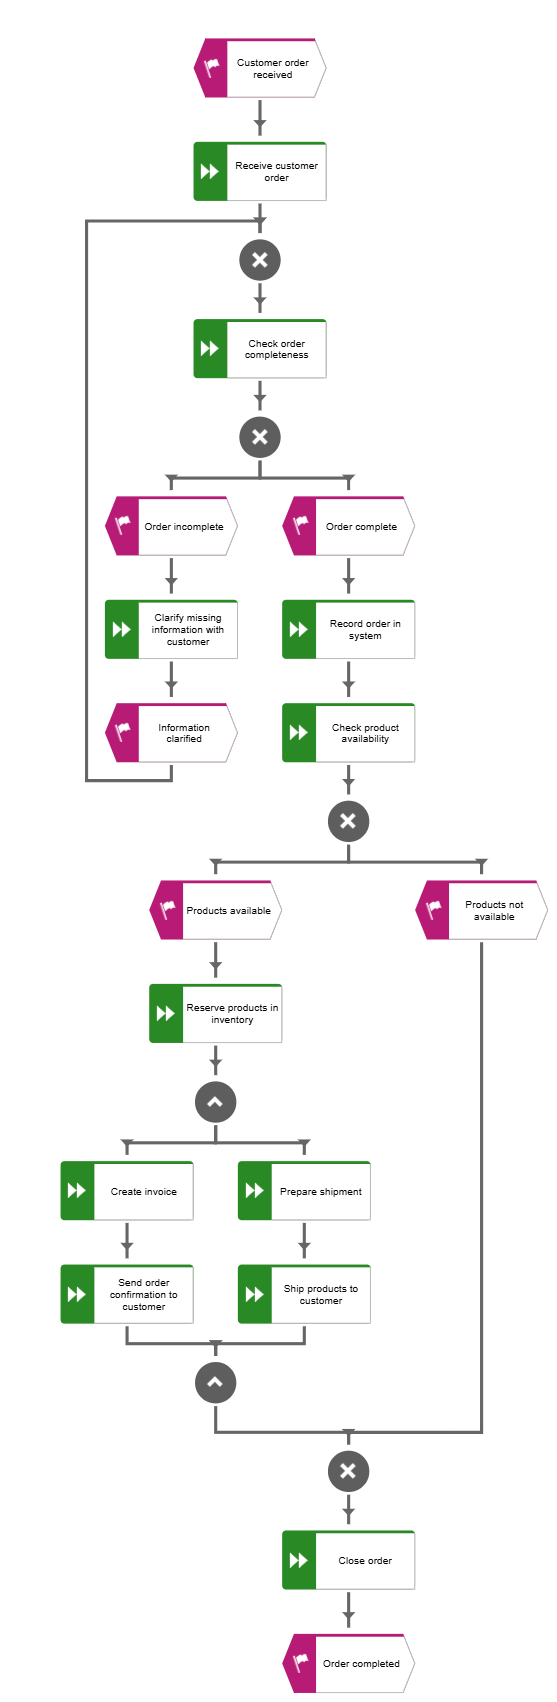 Customer order
received
Receive customer
order
Check order
completeness
Order incomplete
Order complete
Clarify missing
information with
customer
Record order in
system
Information
clarified
Check product
availability
Products available
Products not
available
Reserve products in
inventory
Create invoice
Prepare shipment
Send order
confirmation to
customer
Ship products to
customer
Close order
Order completed